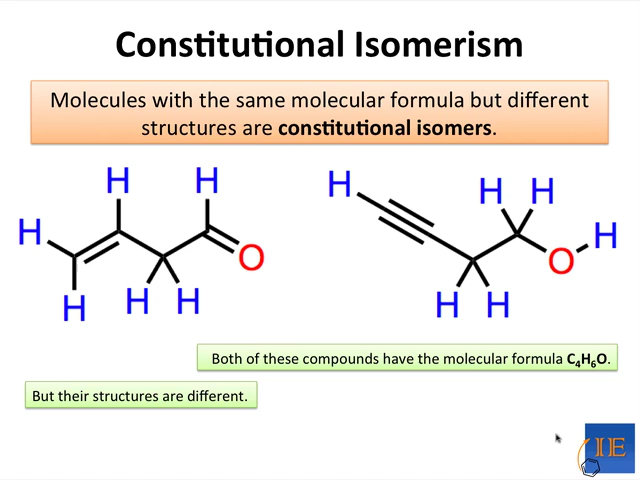 Constitutional Isomerism
Molecules with the same molecular formula but different
structures are constitutional isomers.
H H H H H
H O O H
H H H H H
Both of these compounds have the molecular formula C₄H₆O.
But their structures are different.
IE